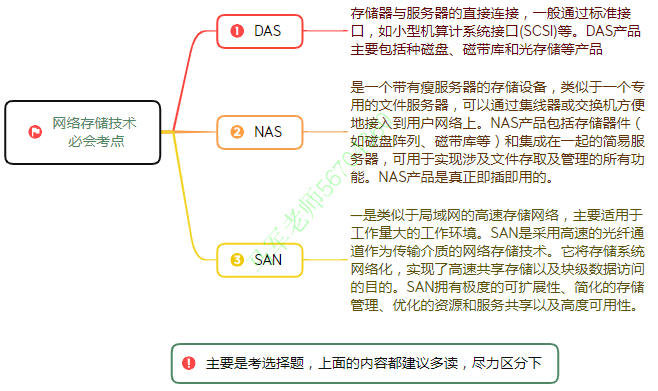 网络存储技术
必会考点
1 DAS
存储器与服务器的直接连接，一般通过标准接
口，如小型机算计系统接口(SCSI)等。DAS产品
主要包括种磁盘、磁带库和光存储等产品
2 NAS
是一个带有瘦服务器的存储设备，类似于一个专
用的文件服务器，可以通过集线器或交换机方便
地接入到用户网络上。NAS产品包括存储器件（
如磁盘阵列、磁带库等）和集成在一起的简易服
务器，可用于实现涉及文件存取及管理的所有功
能。NAS产品是真正即插即用的。
3 SAN
一是类似于局域网的高速存储网络，主要适用于
工作量大的工作环境。SAN是采用高速的光纤通
道作为传输介质的网络存储技术。它将存储系统
网络化，实现了高速共享存储以及块级数据访问
的目的。SAN拥有极度的可扩展性、简化的存储
管理、优化的资源和服务共享以及高度可用性。
主要是考选择题，上面的内容都建议多读，尽力区分下